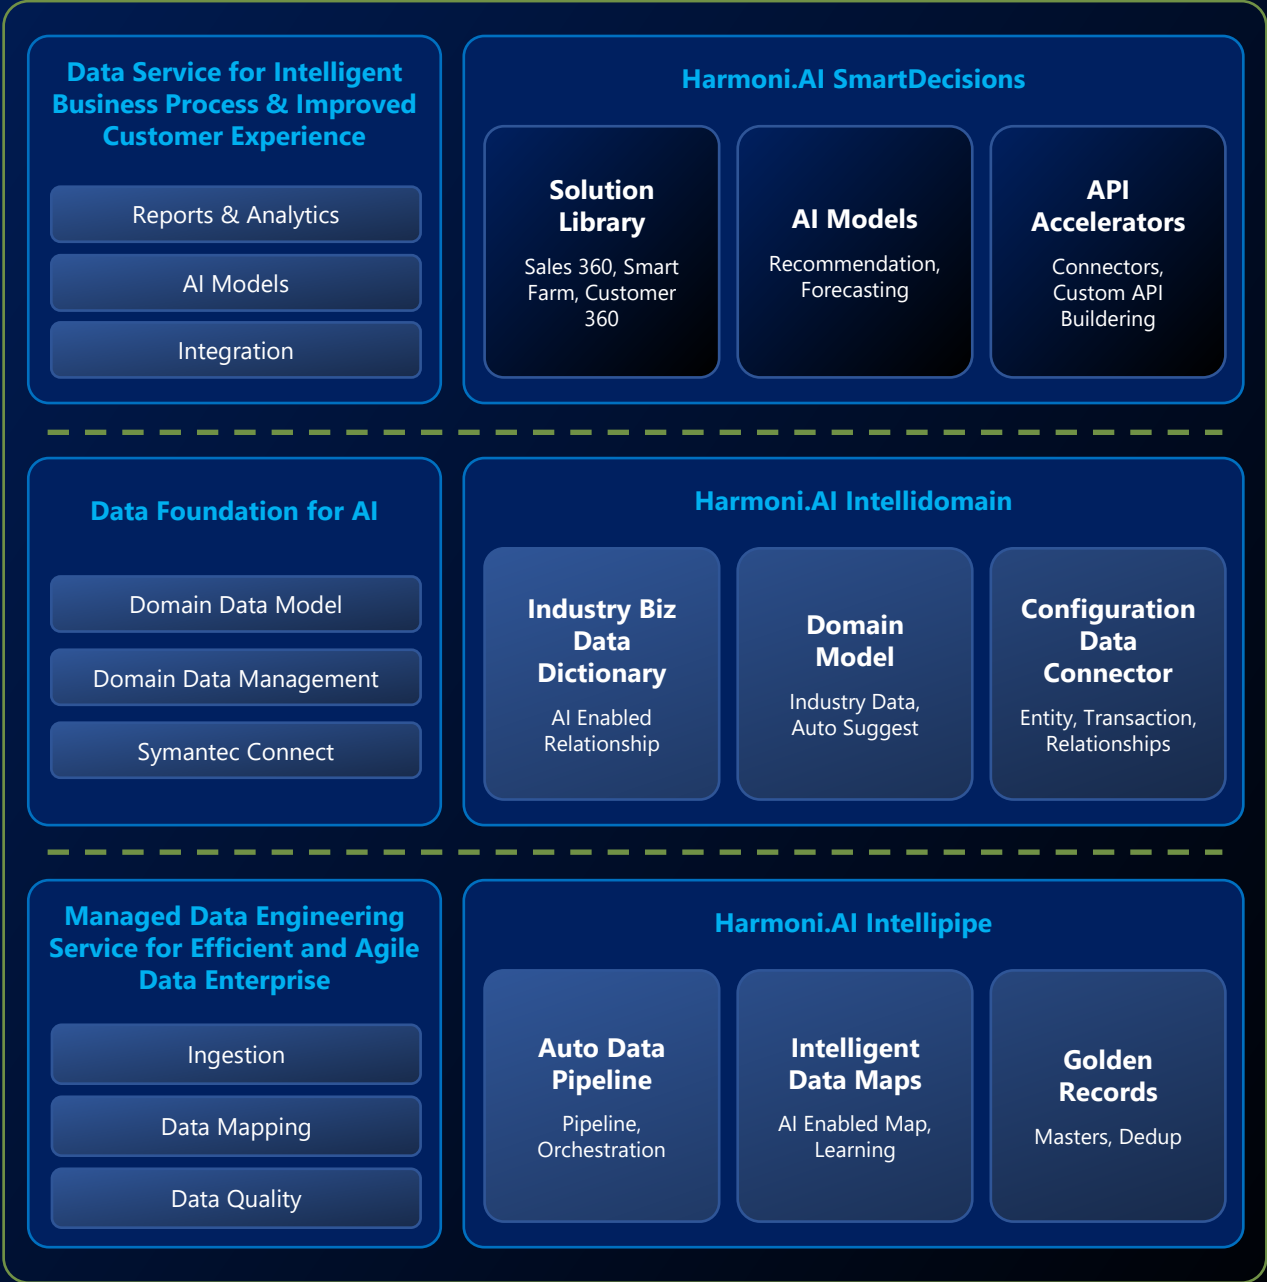 Data Service for Intelligent
Business Process & Improved
Customer Experience
Reports & Analytics
AI Models
Integration
Harmoni.AI SmartDecisions
Solution
Library
Sales 360, Smart
Farm, Customer
360
AI Models
Recommendation,
Forecasting
API
Accelerators
Connectors,
Custom API
Buildering
Data Foundation for AI
Domain Data Model
Domain Data Management
Symantec Connect
Harmoni.AI Intellidomain
Industry Biz
Data
Dictionary
AI Enabled
Relationship
Domain
Model
Industry Data,
Auto Suggest
Configuration
Data
Connector
Entity, Transaction,
Relationships
Managed Data Engineering
Service for Efficient and Agile
Data Enterprise
Ingestion
Data Mapping
Data Quality
Harmoni.AI Intellipipe
Auto Data
Pipeline
Pipeline,
Orchestration
Intelligent
Data Maps
AI Enabled Map,
Learning
Golden
Records
Masters, Dedup